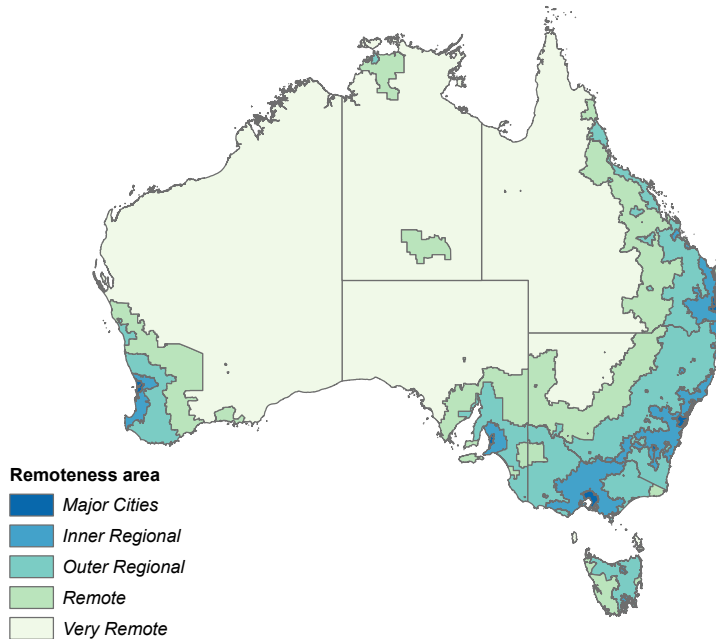 Remoteness area
Major Cities
Inner Regional
Outer Regional
Remote
Very Remote